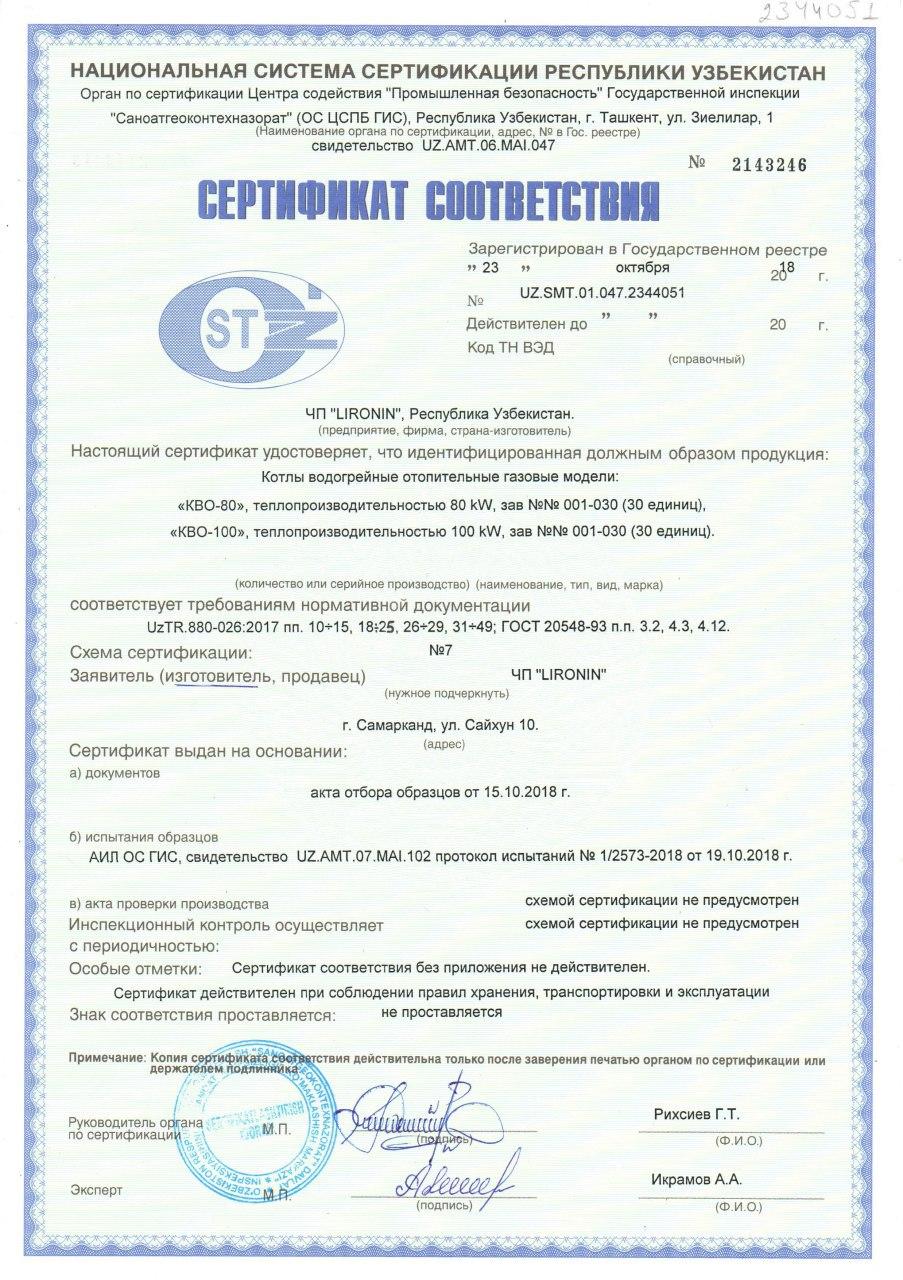 2344051
НАЦИОНАЛЬНАЯ СИСТЕМА СЕРТИФИКАЦИИ РЕСПУБЛИКИ УЗБЕКИСТАН
Орган по сертификации Центра содействия "Промышленная безопасность" Государственной инспекции
"Саноатгеоконтехназорат" (ОС ЦСПБ ГИС), Республика Узбекистан, г. Ташкент, ул. Зиелилар, 1
(Наименование органа по сертификации, адрес, № в Гос. реестре)
свидетельство UZ.AMT.06.MAI.047
№ 2143246
СЕРТИФИКАТ СООТВЕТСТВИЯ
Зарегистрирован в Государственном реестре
" 23 " октября 2018 г.
№ UZ.SMT.01.047.2344051
Действителен до " " 20 г.
Код ТН ВЭД
(справочный)
ST
ЧП "LIRONIN", Республика Узбекистан.
(предприятие, фирма, страна-изготовитель)
Настоящий сертификат удостоверяет, что идентифицированная должным образом продукция:
Котлы водогрейные отопительные газовые модели:
«КВО-80», теплопроизводительностью 80 kW, зав №№ 001-030 (30 единиц),
«КВО-100», теплопроизводительностью 100 kW, зав №№ 001-030 (30 единиц).
(количество или серийное производство) (наименование, тип, вид, марка)
соответствует требованиям нормативной документации
UzTR.880-026:2017 пп. 10÷15, 18÷25, 26÷29, 31÷49; ГОСТ 20548-93 п.п. 3.2, 4.3, 4.12.
Схема сертификации: №7
Заявитель (изготовитель, продавец) ЧП "LIRONIN"
(нужное подчеркнуть)
г. Самарканд, ул. Сайхун 10.
(адрес)
Сертификат выдан на основании:
а) документов
акта отбора образцов от 15.10.2018 г.
б) испытания образцов
АИЛ ОС ГИС, свидетельство UZ.AMT.07.MAI.102 протокол испытаний № 1/2573-2018 от 19.10.2018 г.
в) акта проверки производства схемой сертификации не предусмотрен
Инспекционный контроль осуществляет схемой сертификации не предусмотрен
с периодичностью:
Особые отметки: Сертификат соответствия без приложения не действителен.
Сертификат действителен при соблюдении правил хранения, транспортировки и эксплуатации
Знак соответствия проставляется: не проставляется
Примечание: Копия сертификата соответствия действительна только после заверения печатью органом по сертификации или
держателем подлинника.
Руководитель органа
по сертификации М.П.
(подпись)
Рихсиев Г.Т.
(Ф.И.О.)
Эксперт М.П.
(подпись)
Икрамов А.А.
(Ф.И.О.)